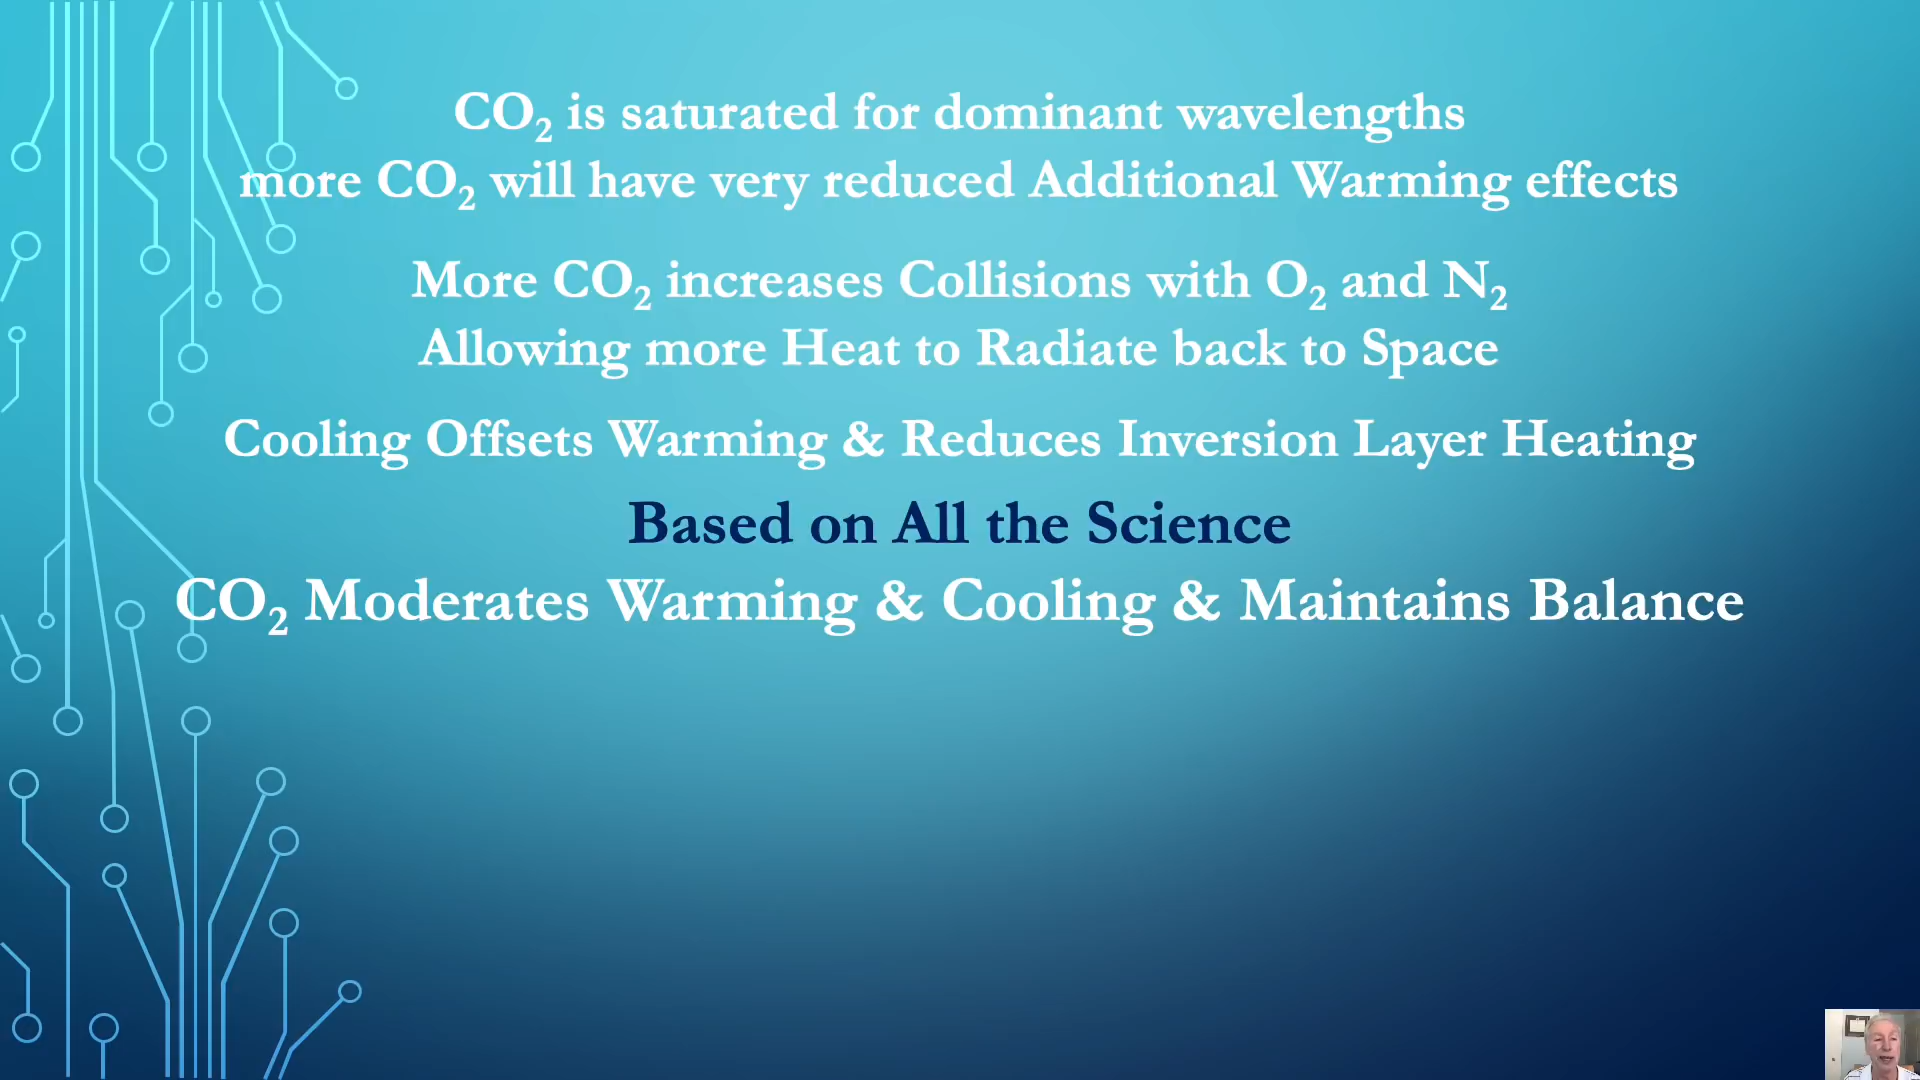 CO₂ is saturated for dominant wavelengths
more CO₂ will have very reduced Additional Warming effects
More CO₂ increases Collisions with O₂ and N₂
Allowing more Heat to Radiate back to Space
Cooling Offsets Warming & Reduces Inversion Layer Heating
Based on All the Science
CO₂ Moderates Warming & Cooling & Maintains Balance